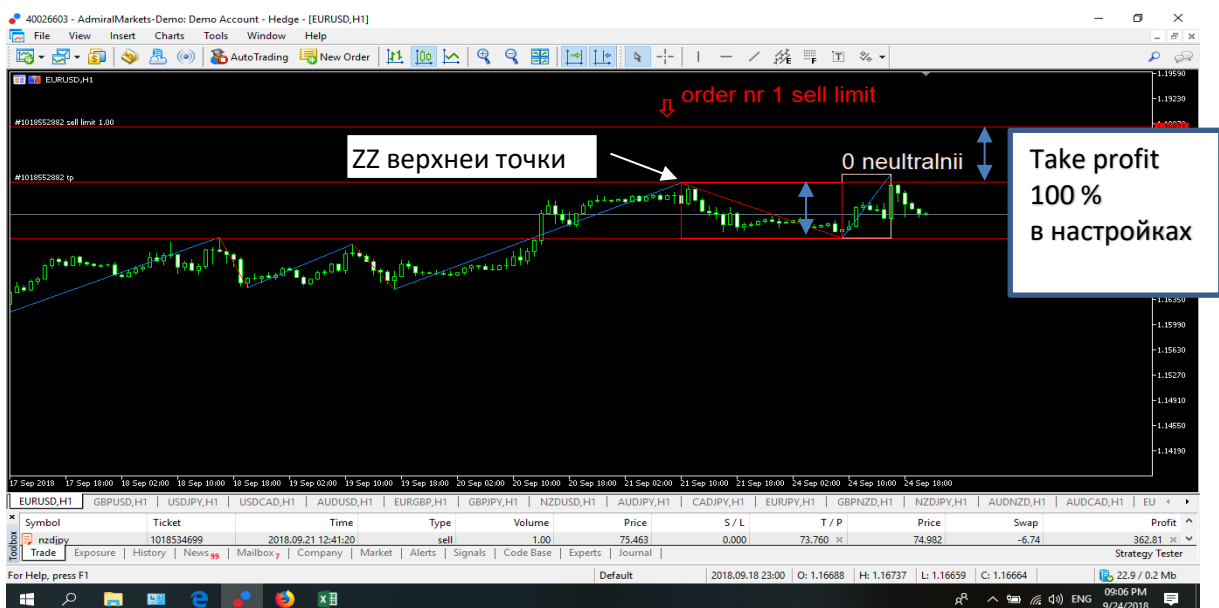 40026603 - AdmiralMarkets-Demo: Demo Account - Hedge - [EURUSD,H1]
File View Insert Charts Tools Window Help
AutoTrading New Order
EURUSD,H1
1.19590
order nr 1 sell limit
1.19230
#1018552882 sell limit 1.00
ZZ верхнеи точки
0 neultralnii
Take profit
100 %
в настройках
#1018552882 tp
1.16350
1.15990
1.15630
1.15270
1.14910
1.14550
1.14190
17 Sep 2018 17 Sep 18:00 18 Sep 02:00 18 Sep 10:00 18 Sep 18:00 19 Sep 02:00 19 Sep 10:00 19 Sep 18:00 20 Sep 02:00 20 Sep 10:00 20 Sep 18:00 21 Sep 02:00 21 Sep 10:00 21 Sep 18:00 24 Sep 02:00 24 Sep 10:00 24 Sep 18:00
EURUSD,H1 GBPUSD,H1 USDJPY,H1 USDCAD,H1 AUDUSD,H1 EURGBP,H1 GBPJPY,H1 NZDUSD,H1 AUDJPY,H1 CADJPY,H1 EURJPY,H1 GBPNZD,H1 NZDJPY,H1 AUDNZD,H1 AUDCAD,H1 EU
Symbol Ticket Time Type Volume Price S / L T / P Price Swap Profit
nzdjpy 1018534699 2018.09.21 12:41:20 sell 1.00 75.463 0.000 73.760 74.982 -6.74 362.81
Toolbox
Trade Exposure History News 99 Mailbox 7 Company Market Alerts Signals Code Base Experts Journal Strategy Tester
For Help, press F1 Default 2018.09.18 23:00 O: 1.16688 H: 1.16737 L: 1.16659 C: 1.16664 22.9 / 0.2 Mb
ENG 09:06 PM
9/24/2018